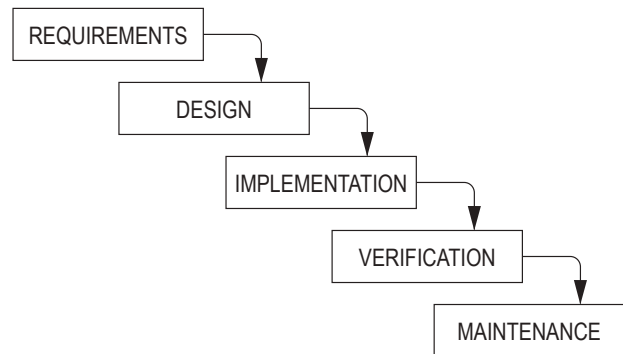 REQUIREMENTS
DESIGN
IMPLEMENTATION
VERIFICATION
MAINTENANCE